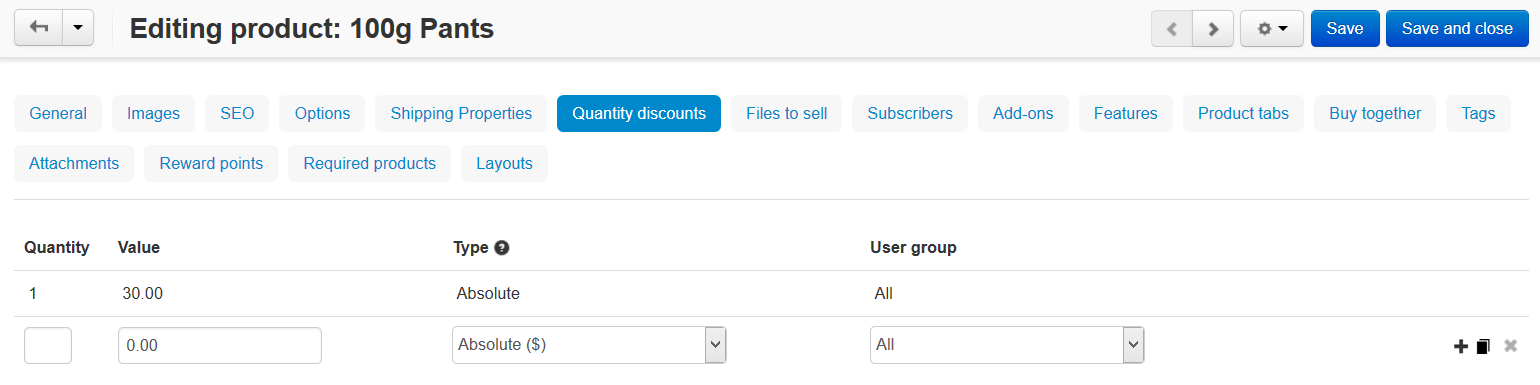 Editing product: 100g Pants
Save
Save and close
General Images SEO Options Shipping Properties Quantity discounts Files to sell Subscribers Add-ons Features Product tabs Buy together Tags
Attachments Reward points Required products Layouts
Quantity Value Type ? User group
1 30.00 Absolute All
0.00 Absolute ($) All